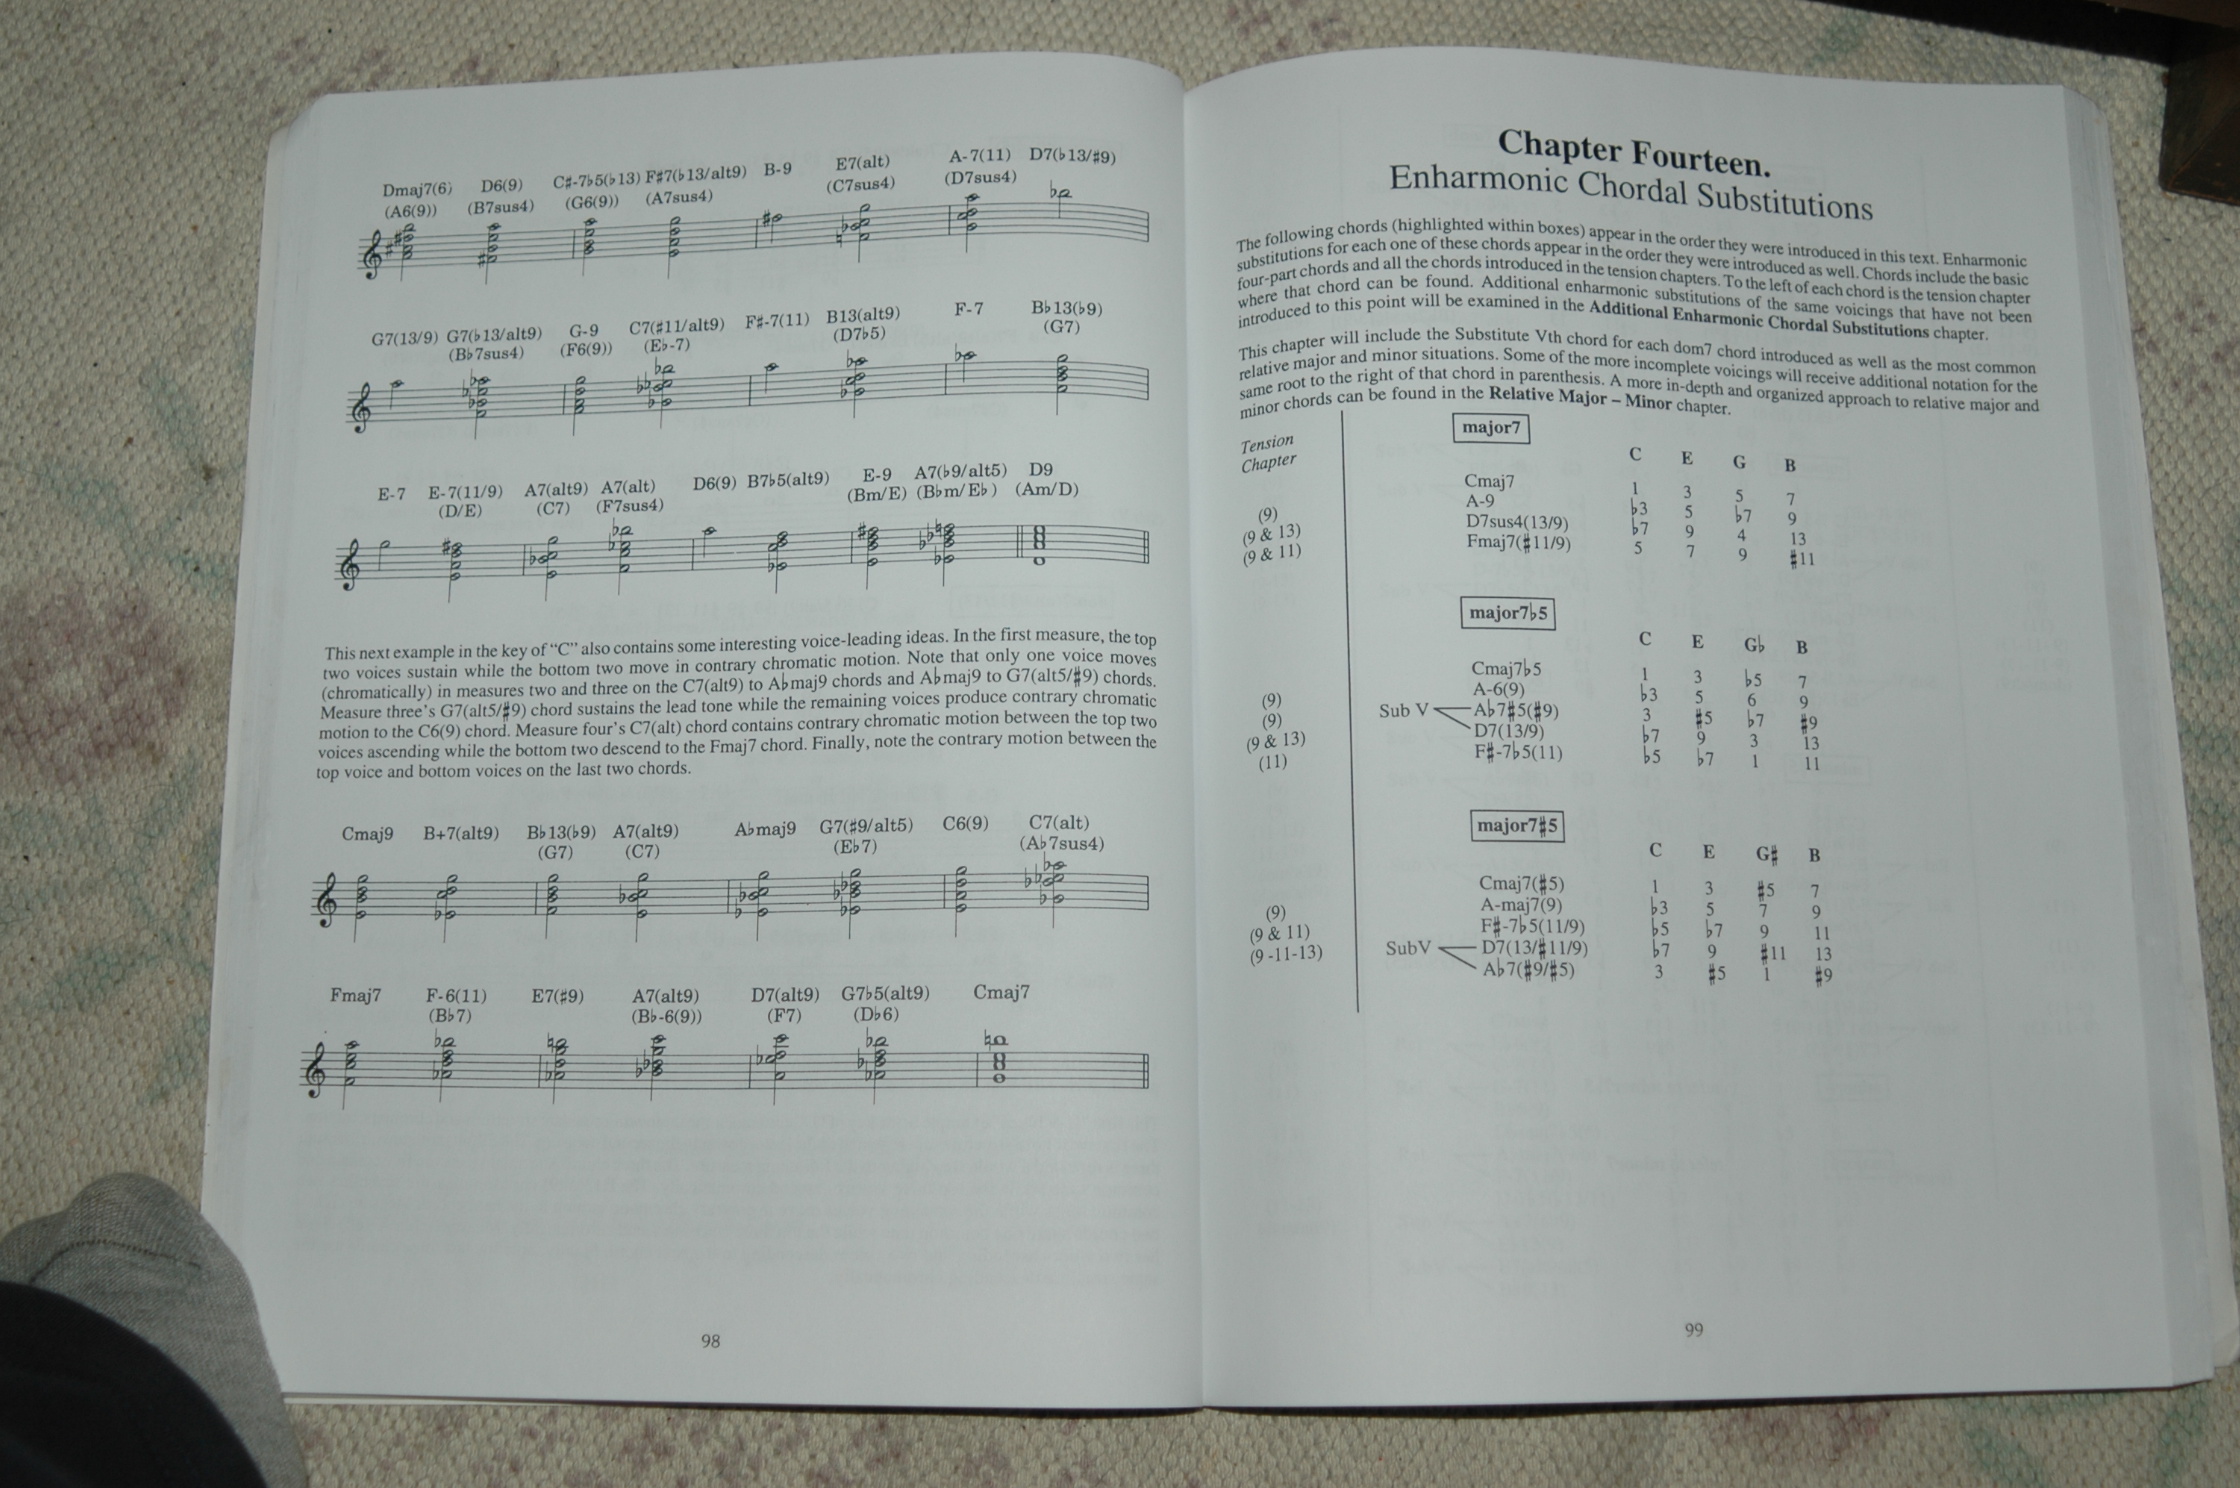 Dmaj7(6) D6(9) C♯-7♭5(♭13) F♯7(♭13/alt9) B-9 E7(alt) A-7(11) D7(♭13/♯9)
(A6(9)) (B7sus4) (G6(9)) (A7sus4) (C7sus4) (D7sus4)
G7(13/9) G7(♭13/alt9) G-9 C7(♯11/alt9) F♯-7(11) B13(alt9) F-7 B♭13(♭9)
(B♭7sus4) (F6(9)) (E♭-7) (D7♭5) (G7)
E-7 E-7(11/9) A7(alt9) A7(alt) D6(9) B7♭5(alt9) E-9 A7(♭9/alt5) D9
(D/E) (C7) (F7sus4) (Bm/E) (B♭m/E♭) (Am/D)
This next example in the key of “C” also contains some interesting voice-leading ideas. In the first measure, the top
two voices sustain while the bottom two move in contrary chromatic motion. Note that only one voice moves
(chromatically) in measures two and three on the C7(alt9) to A♭maj9 chords and A♭maj9 to G7(alt5/♯9) chords.
Measure three's G7(alt5/♯9) chord sustains the lead tone while the remaining voices produce contrary chromatic
motion to the C6(9) chord. Measure four's C7(alt) chord contains contrary chromatic motion between the top two
voices ascending while the bottom two descend to the Fmaj7 chord. Finally, note the contrary motion between the
top voice and bottom voices on the last two chords.
Cmaj9 B+7(alt9) B♭13(♭9) A7(alt9) A♭maj9 G7(♯9/alt5) C6(9) C7(alt)
(G7) (C7) (E♭7) (A♭7sus4)
Fmaj7 F-6(11) E7(♯9) A7(alt9) D7(alt9) G7♭5(alt9) Cmaj7
(B♭7) (B♭-6(9)) (F7) (D♭6)
98
Chapter Fourteen.
Enharmonic Chordal Substitutions
The following chords (highlighted within boxes) appear in the order they were introduced in this text. Enharmonic
substitutions for each one of these chords appear in the order they were introduced as well. Chords include the basic
four-part chords and all the chords introduced in the tension chapters. To the left of each chord is the tension chapter
where that chord can be found. Additional enharmonic substitutions of the same voicings that have not been
introduced to this point will be examined in the Additional Enharmonic Chordal Substitutions chapter.
This chapter will include the Substitute Vth chord for each dom7 chord introduced as well as the most common
relative major and minor situations. Some of the more incomplete voicings will receive additional notation for the
same root to the right of that chord in parenthesis. A more in-depth and organized approach to relative major and
minor chords can be found in the Relative Major – Minor chapter.
Tension
Chapter
major7
C E G B
Cmaj7 1 3 5 7
(9) A-9 ♭3 5 ♭7 9
(9 & 13) D7sus4(13/9) ♭7 9 4 13
(9 & 11) Fmaj7(♯11/9) 5 7 9 ♯11
major7♭5
C E G♭ B
Cmaj7♭5 1 3 ♭5 7
(9) A-6(9) ♭3 5 6 9
(9) Sub V A♭7♯5(♯9) 3 ♯5 ♭7 ♯9
(9 & 13) D7(13/9) ♭7 9 3 13
(11) F♯-7♭5(11) ♭5 ♭7 1 11
major7♯5
C E G♯ B
Cmaj7(♯5) 1 3 ♯5 7
(9) A-maj7(9) ♭3 5 7 9
(9 & 11) F♯-7♭5(11/9) ♭5 ♭7 9 11
(9 -11-13) SubV D7(13/♯11/9) ♭7 9 ♯11 13
A♭7(♯9/♯5) 3 ♯5 1 ♯9
99